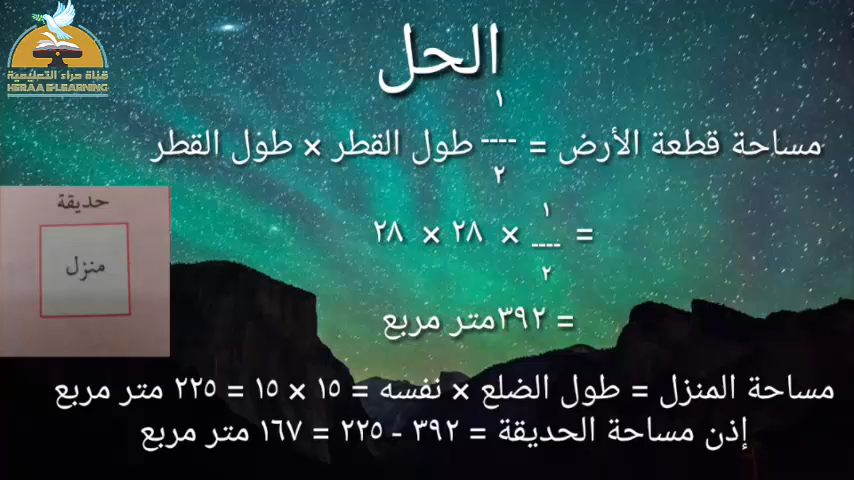 قناة حراء التعليمية
HERAA E-LEARNING
الحل
١
مساحة قطعة الأرض = ---- طول القطر × طول القطر
٢
١
= ---- × ٢٨ × ٢٨
٢
= ٣٩٢متر مربع
حديقة
منزل
مساحة المنزل = طول الضلع × نفسه = ١٥ × ١٥ = ٢٢٥ متر مربع
إذن مساحة الحديقة = ٣٩٢ - ٢٢٥ = ١٦٧ متر مربع